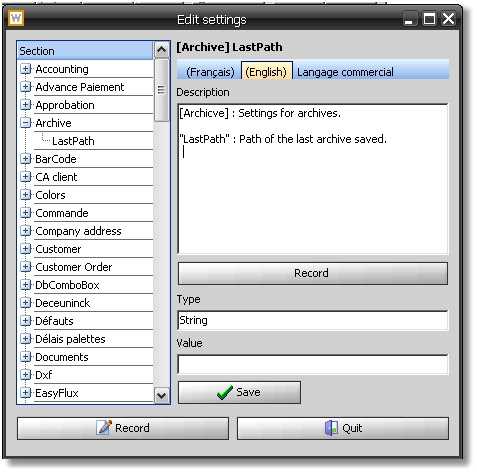 W
Edit settings
Section
Accounting
Advance Paiement
Approbation
Archive
LastPath
BarCode
CA client
Colors
Commande
Company address
Customer
Customer Order
DbComboBox
Deceuninck
Défauts
Délais palettes
Documents
Dxf
EasyFlux
[Archive] LastPath
(Français) (English) Langage commercial
Description
[Archicve] : Settings for archives.
"LastPath" : Path of the last archive saved.
Record
Type
String
Value
Save
Record
Quit